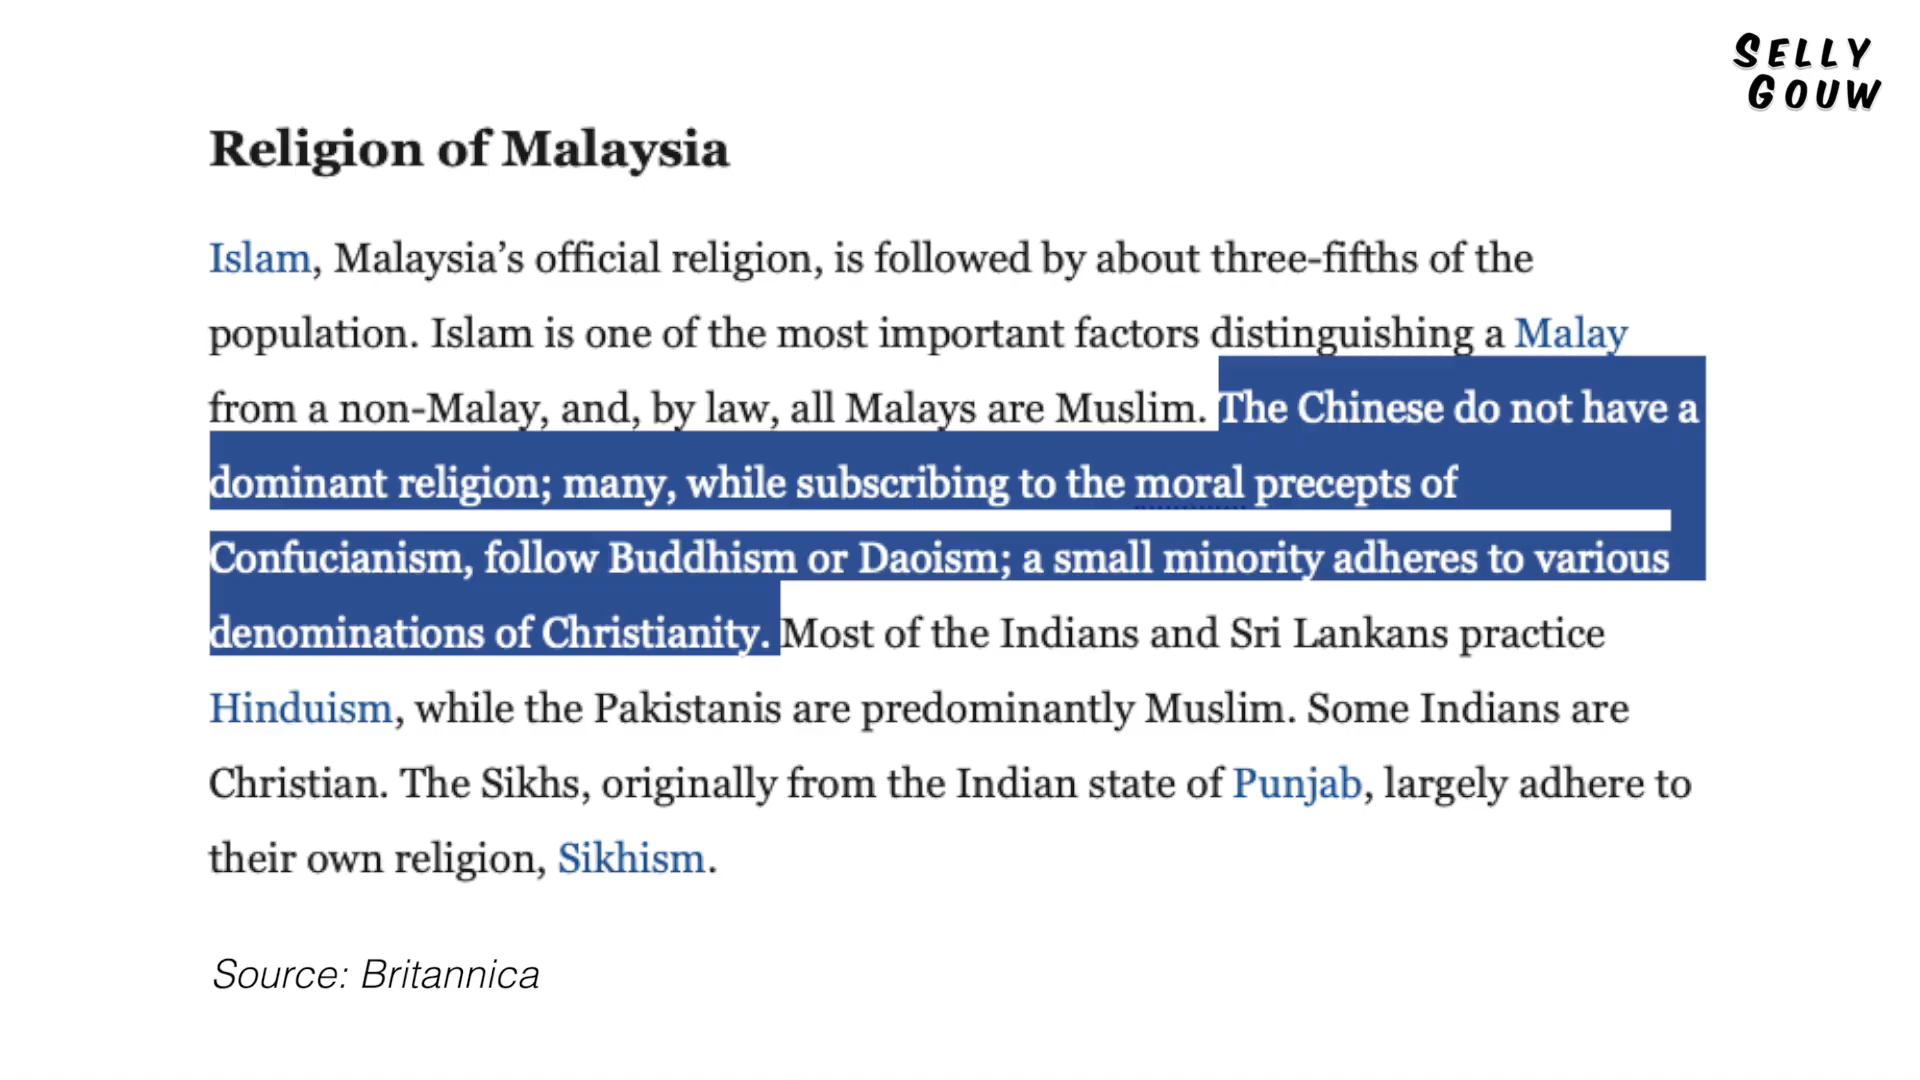 SELLY
GOUW
Religion of Malaysia
Islam, Malaysia’s official religion, is followed by about three-fifths of the
population. Islam is one of the most important factors distinguishing a Malay
from a non-Malay, and, by law, all Malays are Muslim. The Chinese do not have a
dominant religion; many, while subscribing to the moral precepts of
Confucianism, follow Buddhism or Daoism; a small minority adheres to various
denominations of Christianity. Most of the Indians and Sri Lankans practice
Hinduism, while the Pakistanis are predominantly Muslim. Some Indians are
Christian. The Sikhs, originally from the Indian state of Punjab, largely adhere to
their own religion, Sikhism.
Source: Britannica